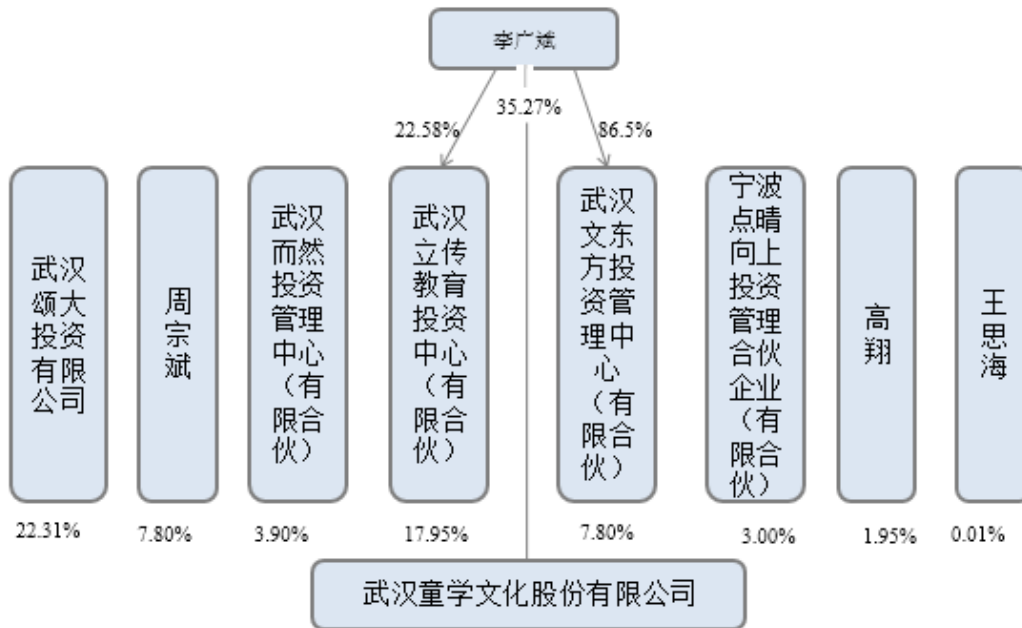 李广斌
35.27%
22.58%
86.5%
武汉
颂大
投资
有限
公司
周
宗
斌
武汉
而然
投资
管理
中心
（有
限合
伙）
武汉
立传
教育
投资
中心
（有
限合
伙）
武汉
文东
方投
资管
理中
心
（有
限合
伙）
宁波
点晴
向上
投资
管理
合伙
企业
（有
限合
伙）
高
翔
王
思
海
22.31%
7.80%
3.90%
17.95%
7.80%
3.00%
1.95%
0.01%
武汉童学文化股份有限公司